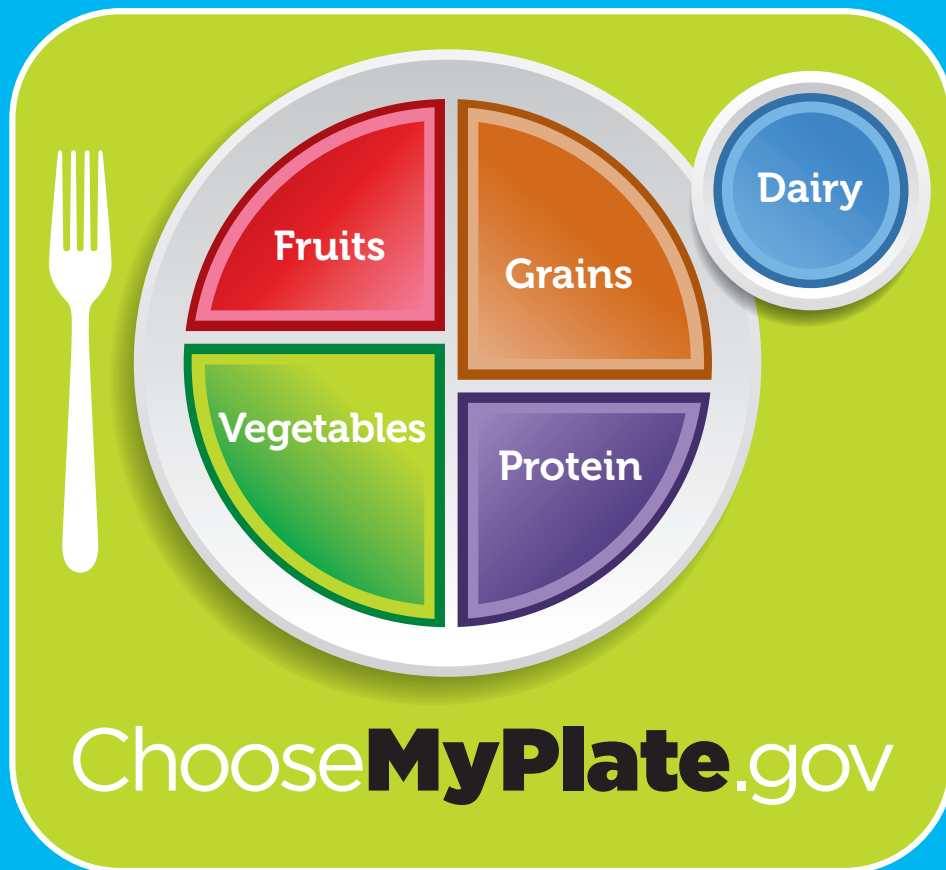 Fruits
Grains
Dairy
Vegetables
Protein
ChooseMyPlate.gov